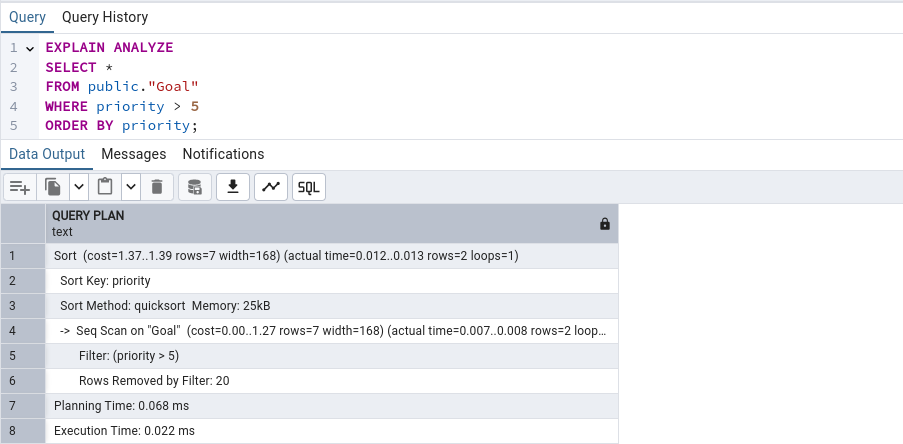 Query Query History
1 EXPLAIN ANALYZE
2 SELECT *
3 FROM public."Goal"
4 WHERE priority > 5
5 ORDER BY priority;
Data Output Messages Notifications
SQL
QUERY PLAN
text
1 Sort (cost=1.37..1.39 rows=7 width=168) (actual time=0.012..0.013 rows=2 loops=1)
2 Sort Key: priority
3 Sort Method: quicksort Memory: 25kB
4 -> Seq Scan on "Goal" (cost=0.00..1.27 rows=7 width=168) (actual time=0.007..0.008 rows=2 loop...
5 Filter: (priority > 5)
6 Rows Removed by Filter: 20
7 Planning Time: 0.068 ms
8 Execution Time: 0.022 ms